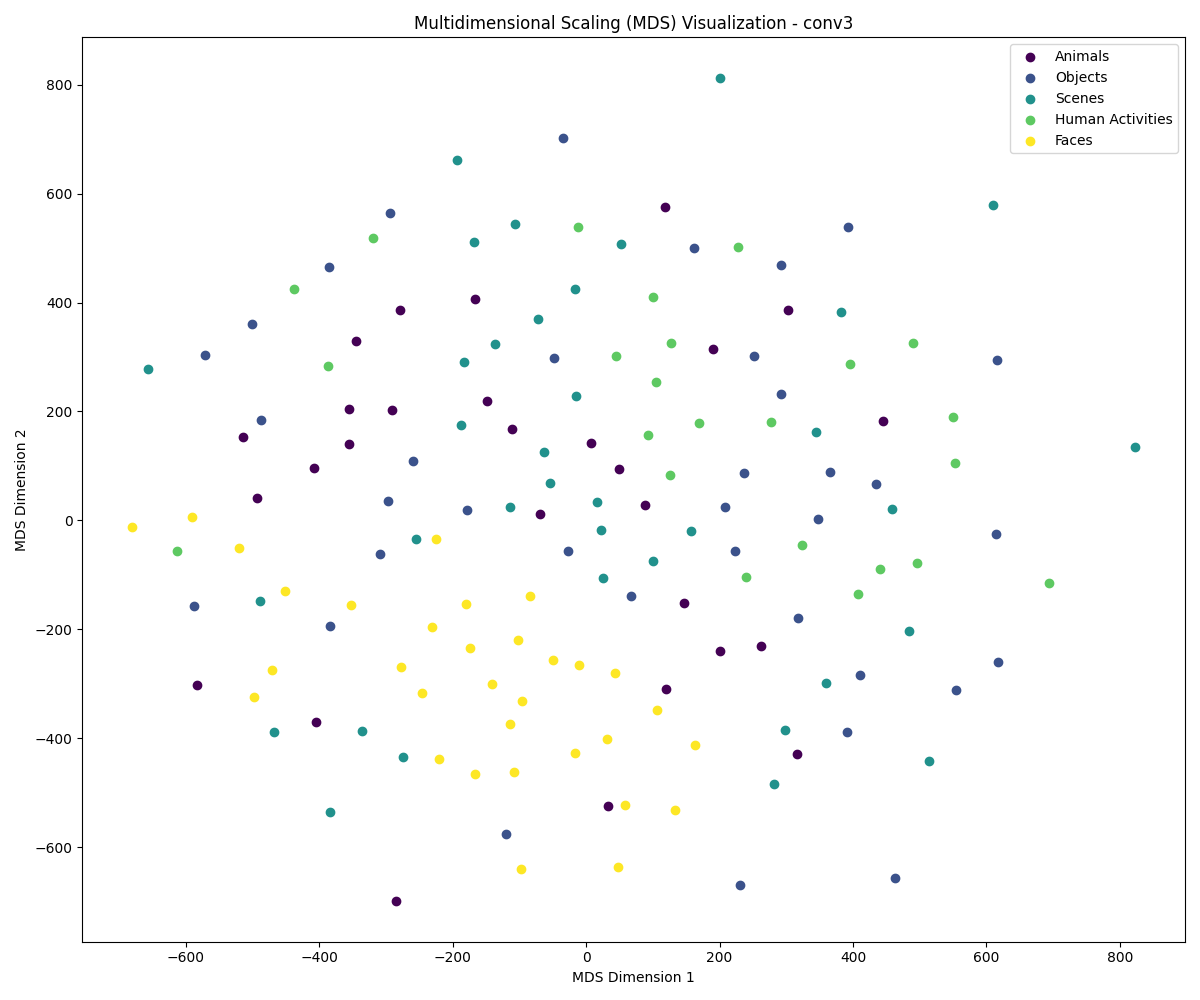 Multidimensional Scaling (MDS) Visualization - conv3
Animals
Objects
Scenes
Human Activities
Faces
MDS Dimension 2
800
600
400
200
0
−200
−400
−600
−600
−400
−200
0
200
400
600
800
MDS Dimension 1